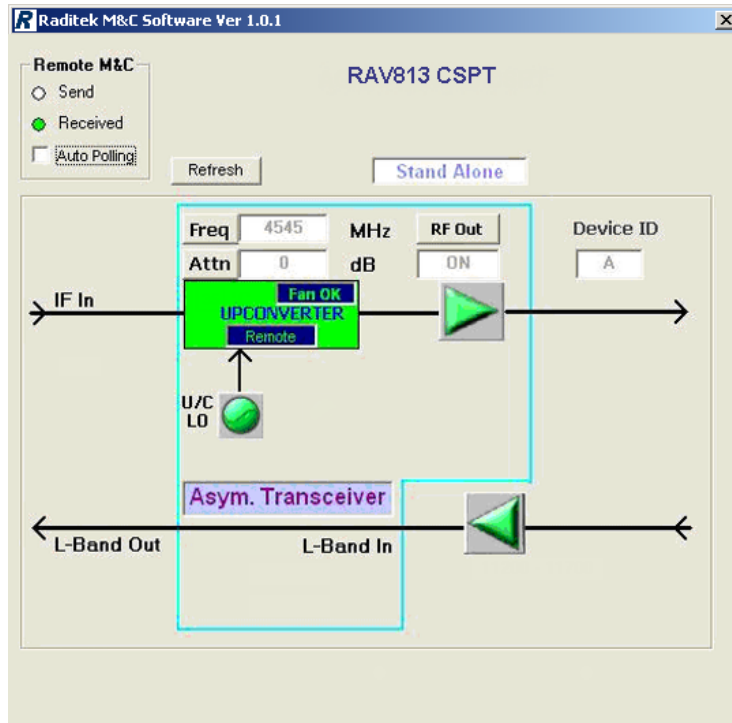 R Raditek M&C Software Ver 1.0.1
Remote M&C
Send
Received
Auto Polling
RAV813 CSPT
Refresh
Stand Alone
Freq 4545 MHz RF Out Device ID
Attn 0 dB ON A
IF In
Fan OK
UPCONVERTER
Remote
U/C
LO
Asym. Transceiver
L-Band Out L-Band In